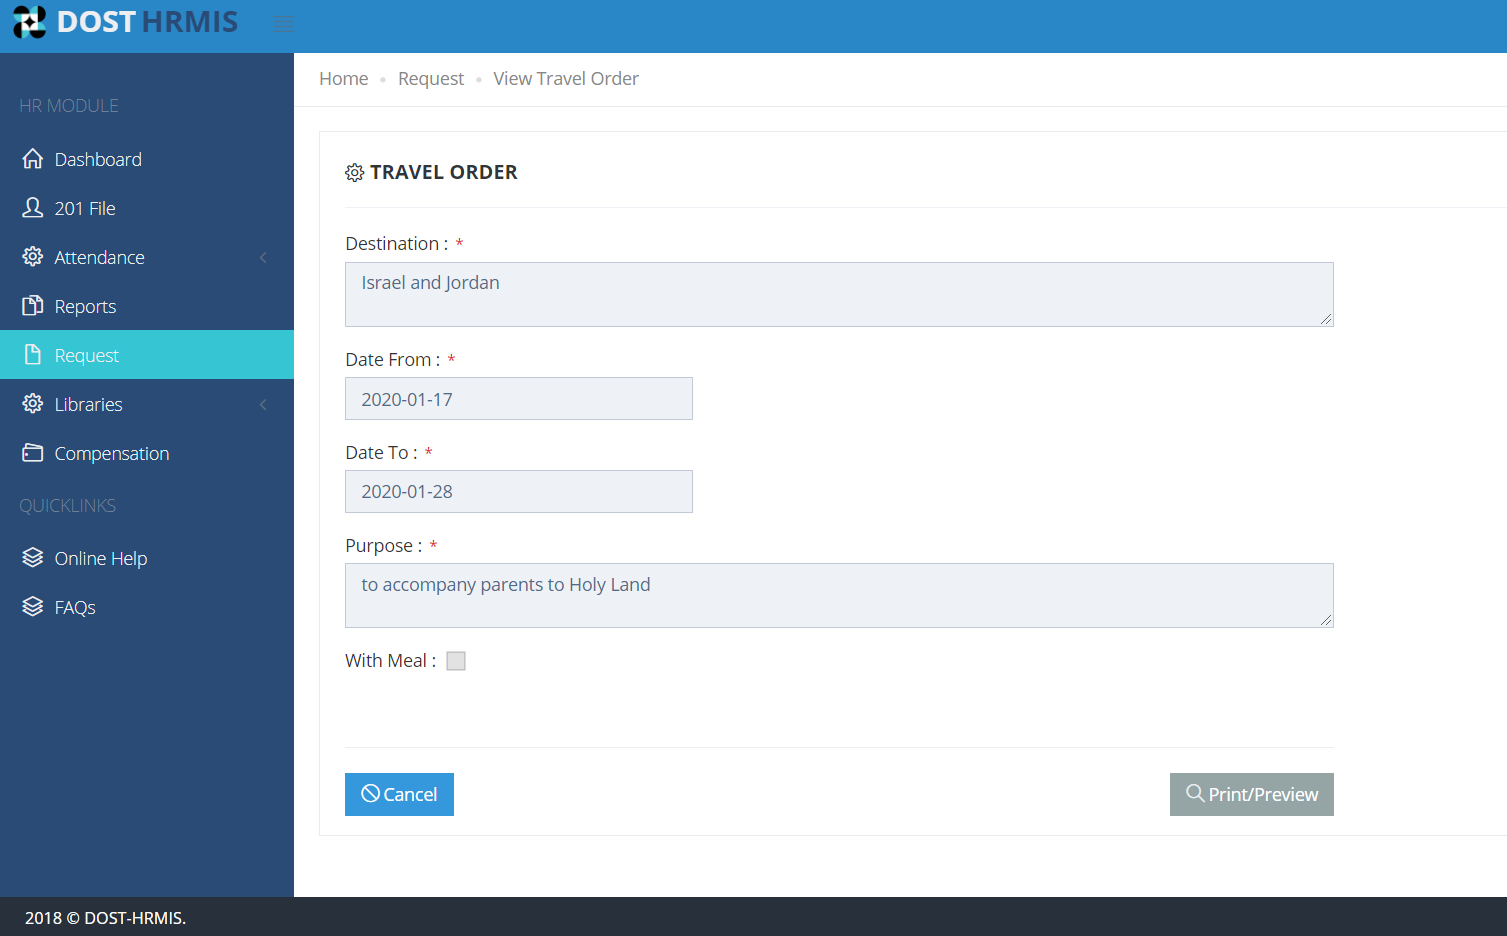 DOST HRMIS
Home • Request • View Travel Order
HR MODULE
Dashboard
201 File
Attendance
Reports
Request
Libraries
Compensation
QUICKLINKS
Online Help
FAQs
TRAVEL ORDER
Destination : *
Israel and Jordan
Date From : *
2020-01-17
Date To : *
2020-01-28
Purpose : *
to accompany parents to Holy Land
With Meal :
Cancel
Print/Preview
2018 © DOST-HRMIS.